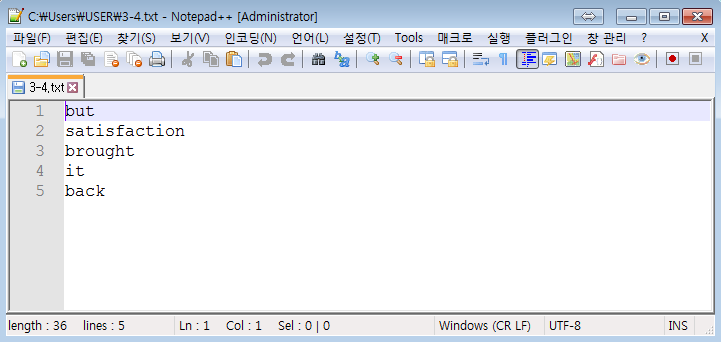 C:₩Users₩USER₩3-4.txt - Notepad++ [Administrator]
파일(F) 편집(E) 찾기(S) 보기(V) 인코딩(N) 언어(L) 설정(T) Tools 매크로 실행 플러그인 창 관리 ? X
3-4.txt
1 but
2 satisfaction
3 brought
4 it
5 back
length : 36 lines : 5 Ln : 1 Col : 1 Sel : 0 | 0 Windows (CR LF) UTF-8 INS